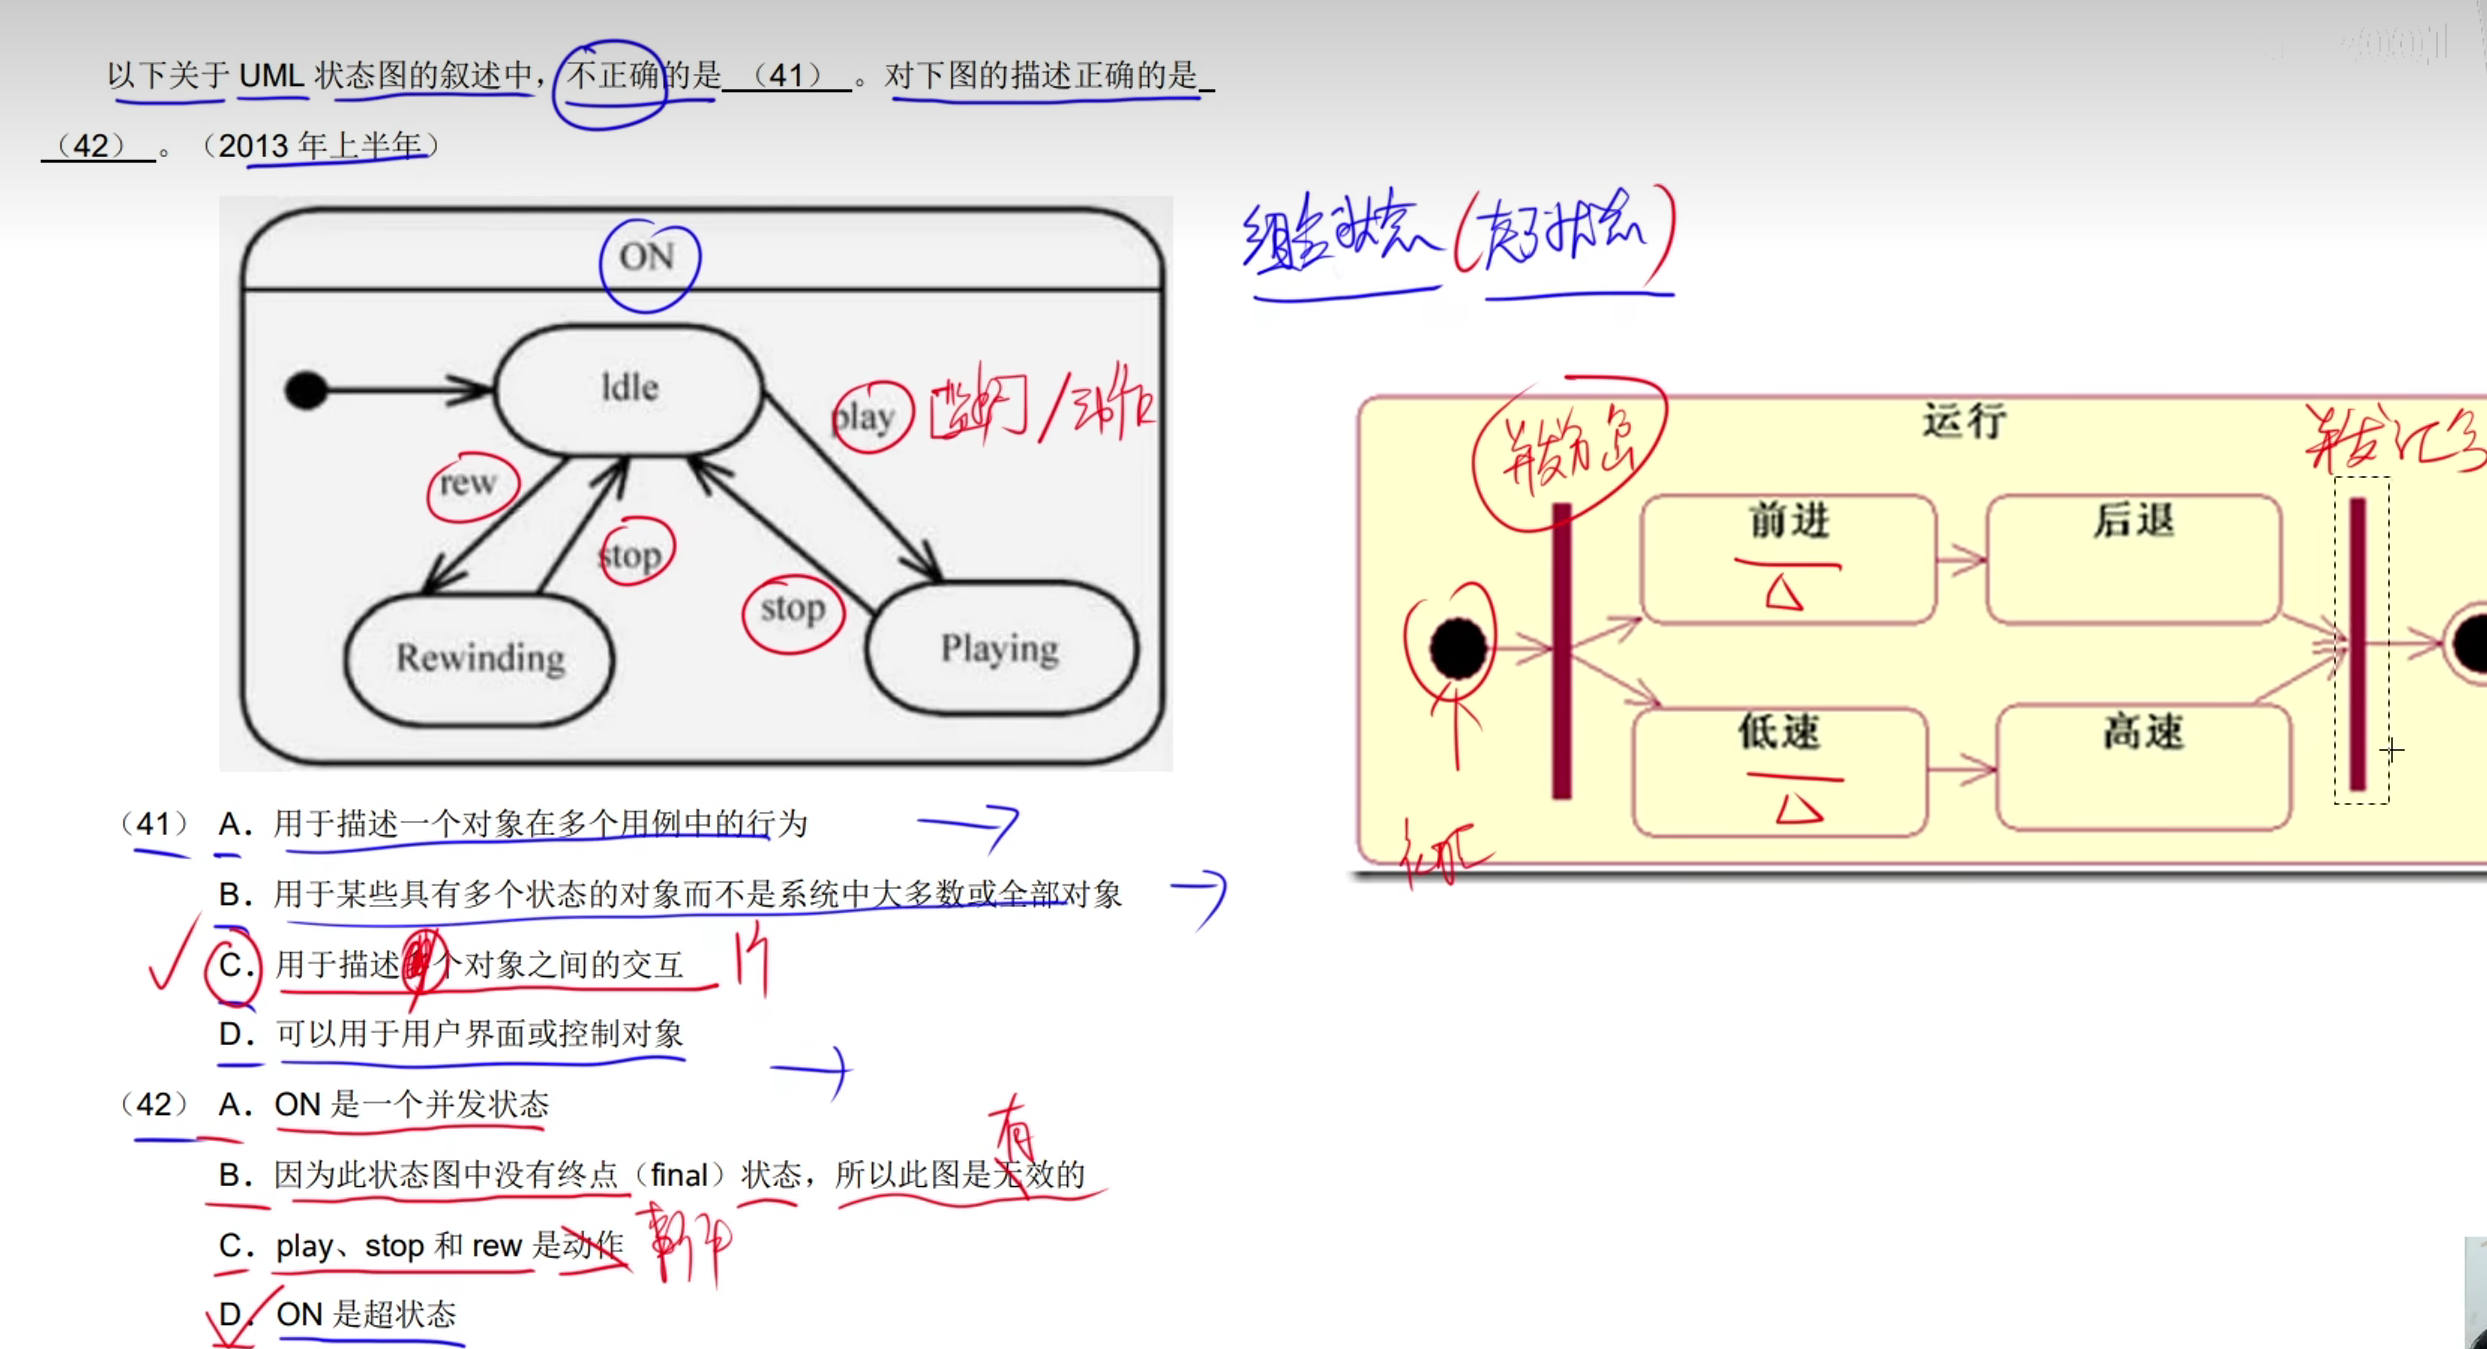 以下关于 UML 状态图的叙述中，不正确的是 （41） 。对下图的描述正确的是
（42） 。（2013 年上半年）
ON
组合状态（有子状态）
Idle
play [监护] / 动作
rew
stop
stop
Rewinding
Playing
运行
并发分岔
并发汇合
前进
后退
低速
高速
初态
（41） A. 用于描述一个对象在多个用例中的行为
B. 用于某些具有多个状态的对象而不是系统中大多数或全部对象
C. 用于描述 个对象之间的交互
D. 可以用于用户界面或控制对象
（42） A. ON 是一个并发状态
有
B. 因为此状态图中没有终点（final）状态，所以此图是无效的
C. play、stop 和 rew 是动作
D. ON 是超状态